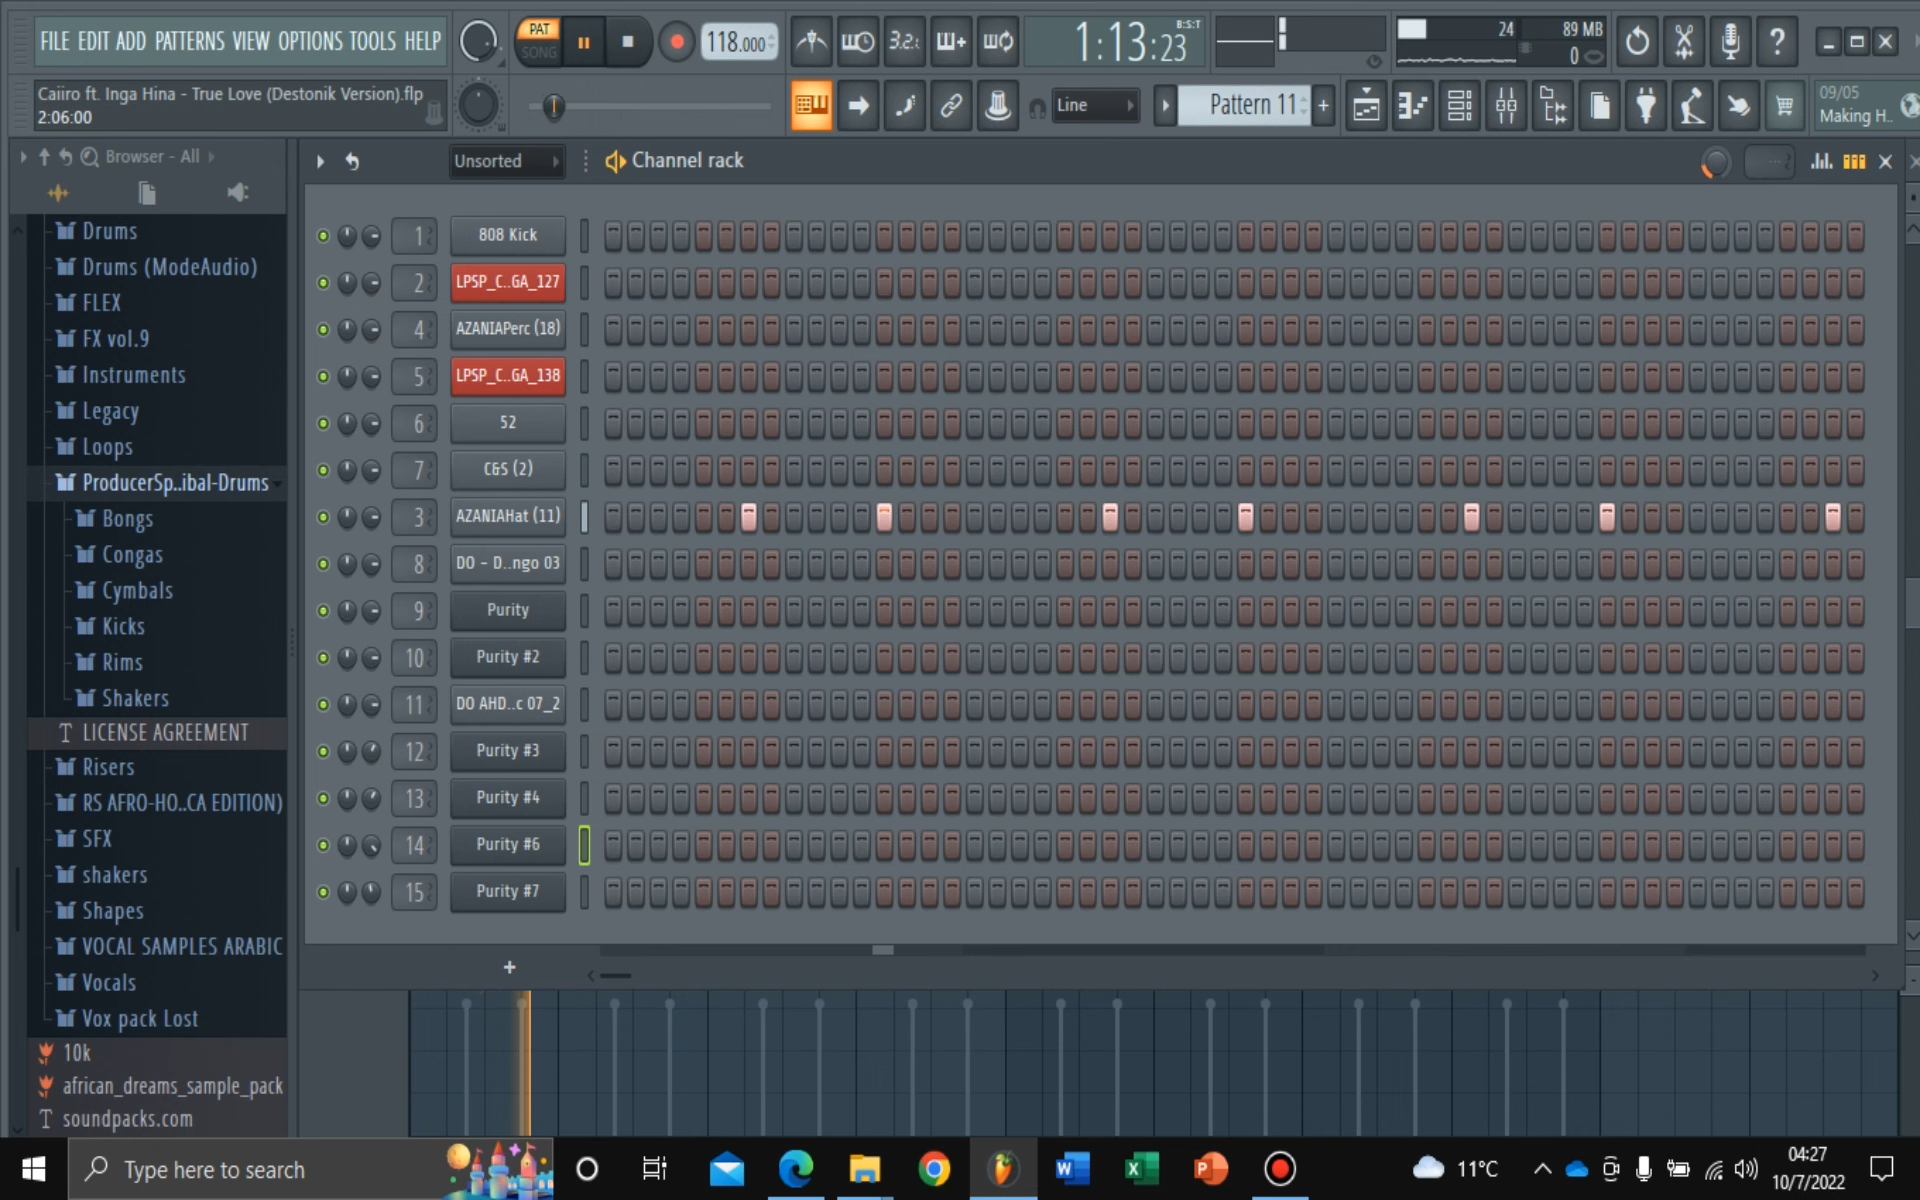 FILE EDIT ADD PATTERNS VIEW OPTIONS TOOLS HELP
PAT
SONG
118.000
3.2.
1:13:23
B:S:T
24
89 MB
0
Caiiro ft. Inga Hina - True Love (Destonik Version).flp
2:06:00
Line
Pattern 11
09/05
Making H..
Browser - All
Unsorted
Channel rack
Drums
Drums (ModeAudio)
FLEX
FX vol.9
Instruments
Legacy
Loops
ProducerSp..ibal-Drums
Bongs
Congas
Cymbals
Kicks
Rims
Shakers
LICENSE AGREEMENT
Risers
RS AFRO-HO..CA EDITION)
SFX
shakers
Shapes
VOCAL SAMPLES ARABIC
Vocals
Vox pack Lost
10k
african_dreams_sample_pack
soundpacks.com
1 808 Kick
2 LPSP_C..GA_127
4 AZANIAPerc (18)
5 LPSP_C..GA_138
6 52
7 C&S (2)
3 AZANIAHat (11)
8 DO - D..ngo 03
9 Purity
10 Purity #2
11 DO AHD..c 07_2
12 Purity #3
13 Purity #4
14 Purity #6
15 Purity #7
Type here to search
11°C
04:27
10/7/2022